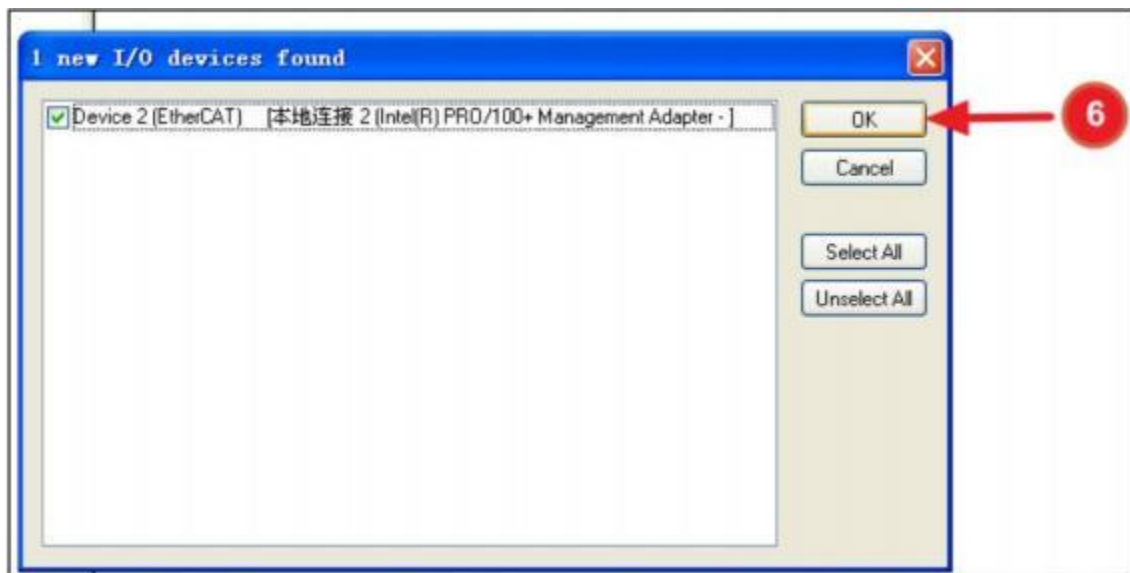 1 new I/O devices found
Device 2 (EtherCAT) [本地连接 2 (Intel(R) PRO/100+ Management Adapter - ]
OK
6
Cancel
Select All
Unselect All